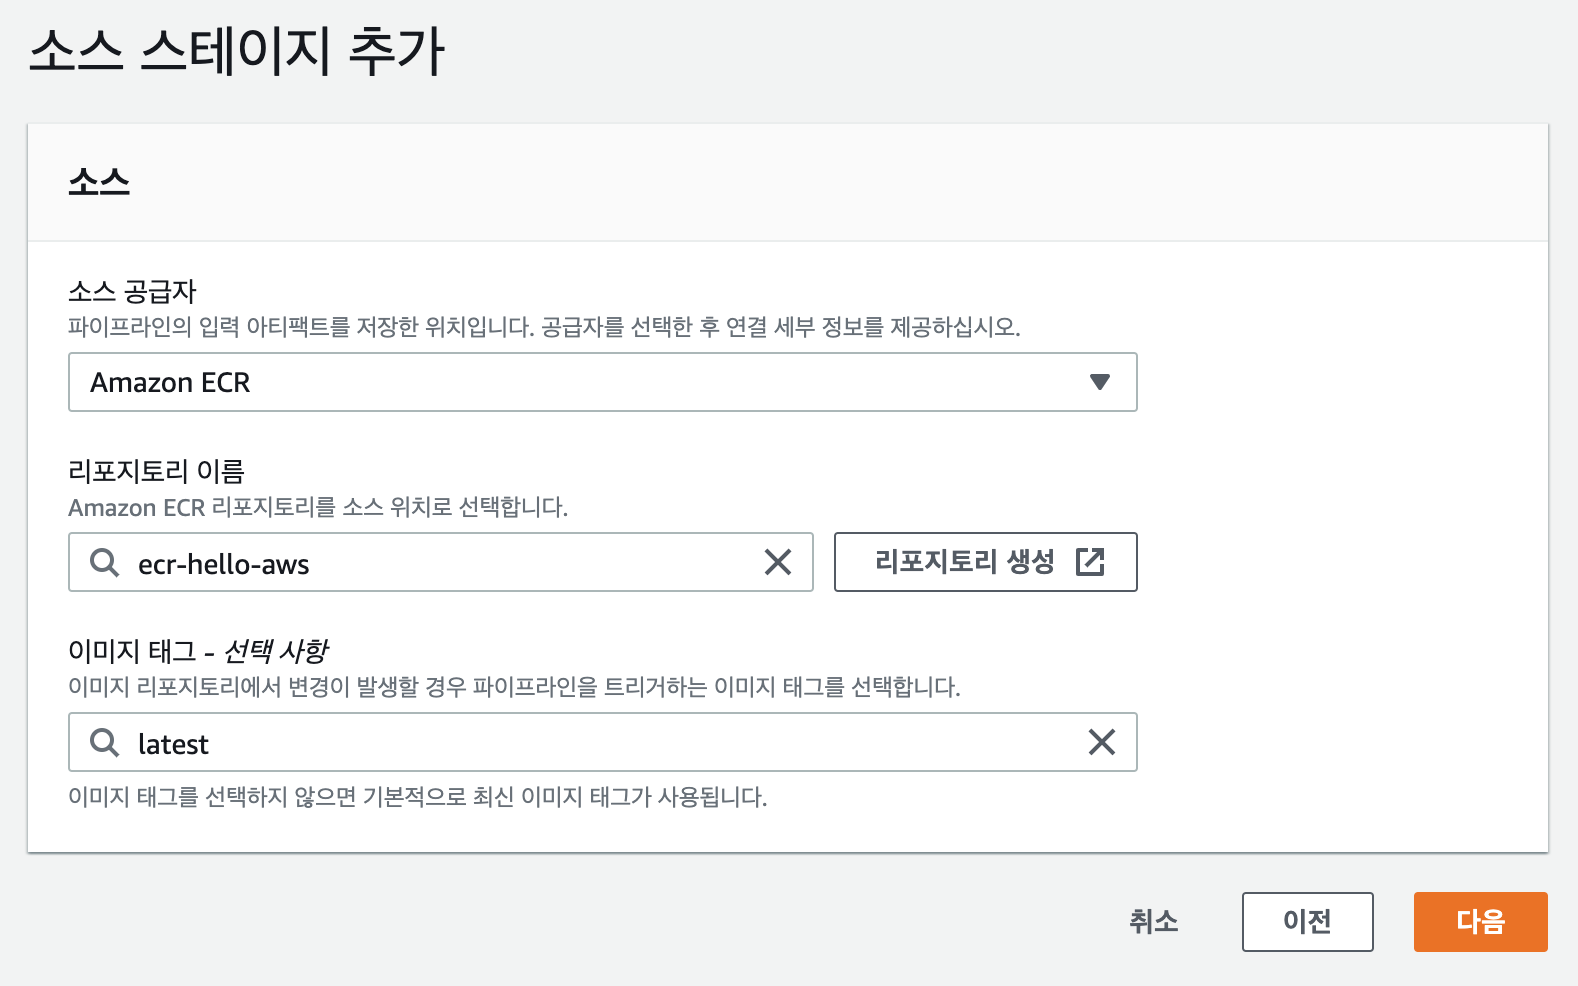 소스 스테이지 추가
소스
소스 공급자
파이프라인의 입력 아티팩트를 저장한 위치입니다. 공급자를 선택한 후 연결 세부 정보를 제공하십시오.
Amazon ECR
리포지토리 이름
Amazon ECR 리포지토리를 소스 위치로 선택합니다.
ecr-hello-aws
리포지토리 생성
이미지 태그 - 선택 사항
이미지 리포지토리에서 변경이 발생할 경우 파이프라인을 트리거하는 이미지 태그를 선택합니다.
latest
이미지 태그를 선택하지 않으면 기본적으로 최신 이미지 태그가 사용됩니다.
취소
이전
다음